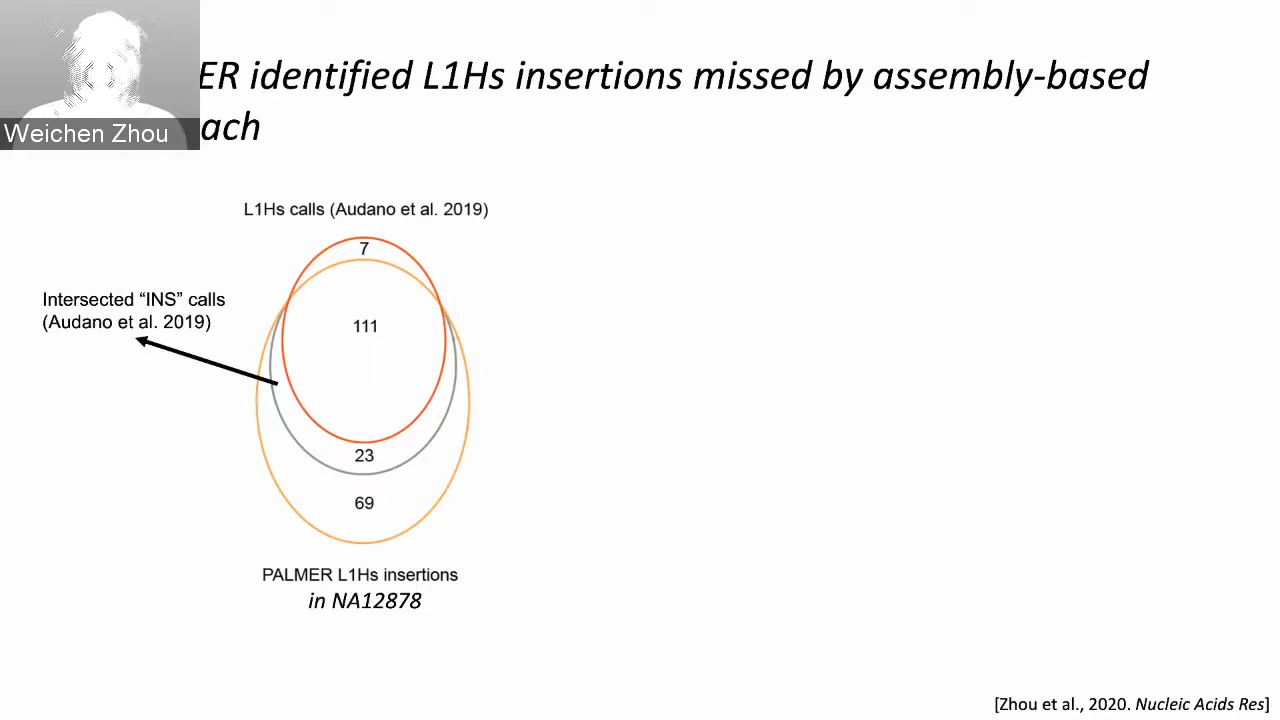 ER identified L1Hs insertions missed by assembly-based
ach
Weichen Zhou
L1Hs calls (Audano et al. 2019)
7
Intersected “INS” calls
(Audano et al. 2019)
111
23
69
PALMER L1Hs insertions
in NA12878
[Zhou et al., 2020. Nucleic Acids Res]